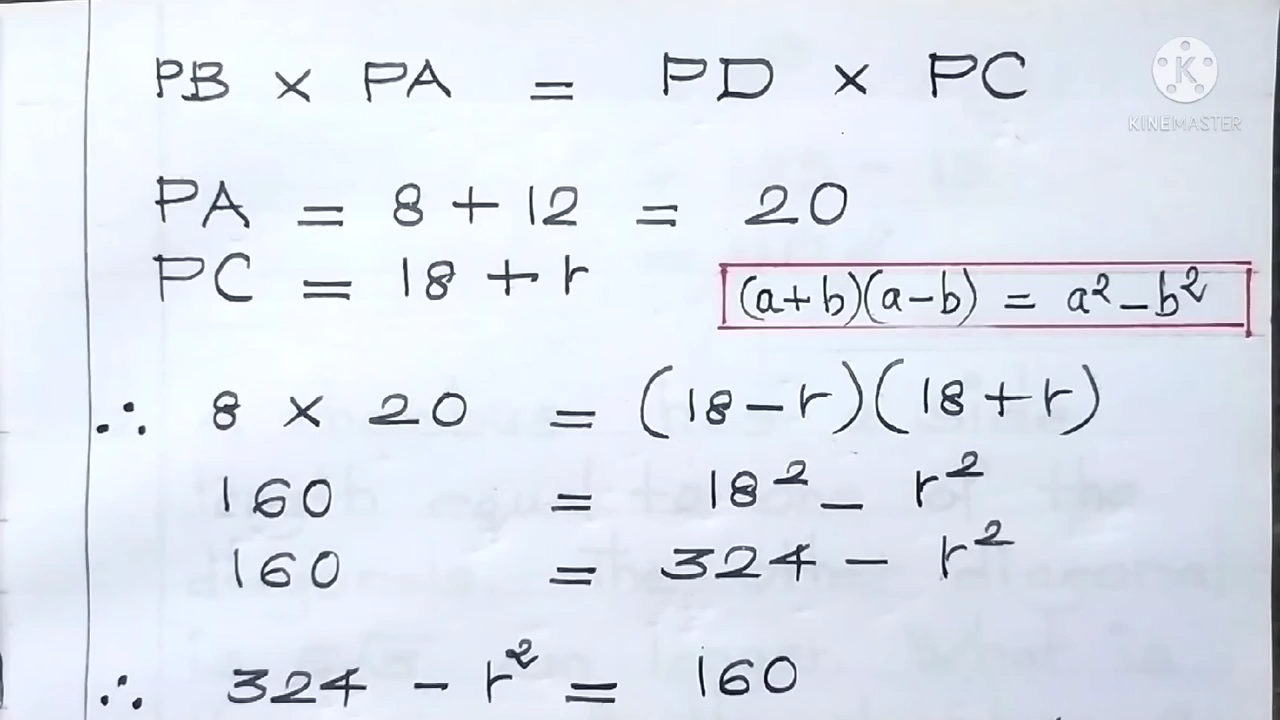 PB × PA = PD × PC
K
KINEMASTER
PA = 8 + 12 = 20
PC = 18 + r
(a+b)(a-b) = a² - b²
∴ 8 × 20 = (18 - r)(18 + r)
160 = 18² - r²
160 = 324 - r²
∴ 324 - r² = 160